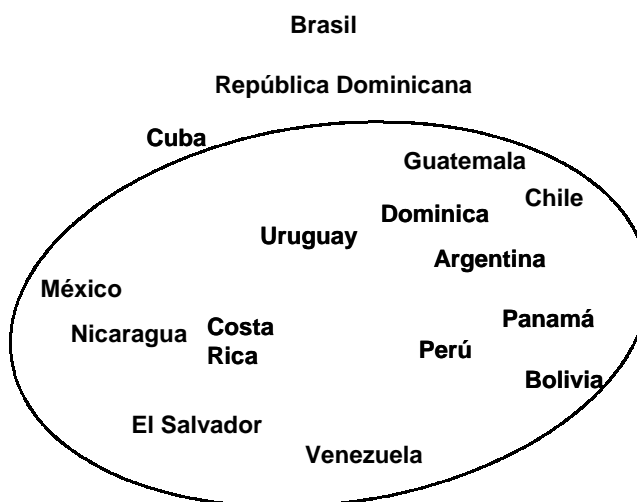 Brasil
República Dominicana
Cuba
Guatemala
Chile
Dominica
Uruguay
Argentina
México
Panamá
Nicaragua
Costa
Rica
Perú
Bolivia
El Salvador
Venezuela